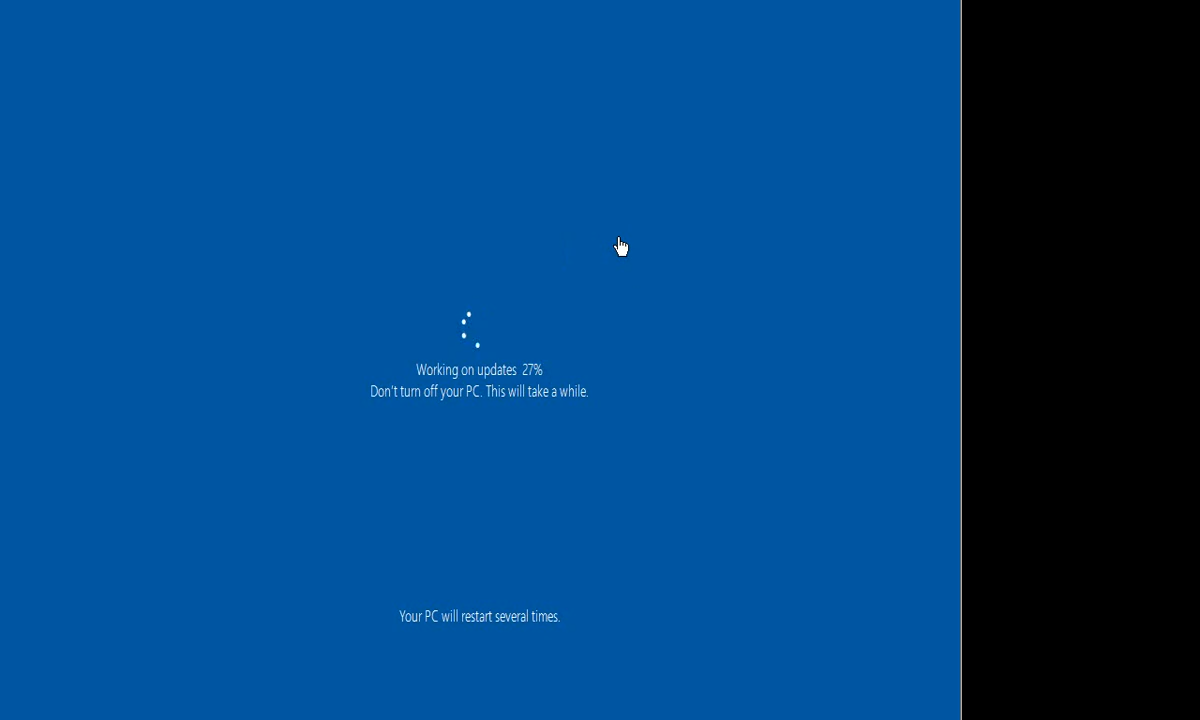 Working on updates 27%
Don't turn off your PC. This will take a while.
Your PC will restart several times.